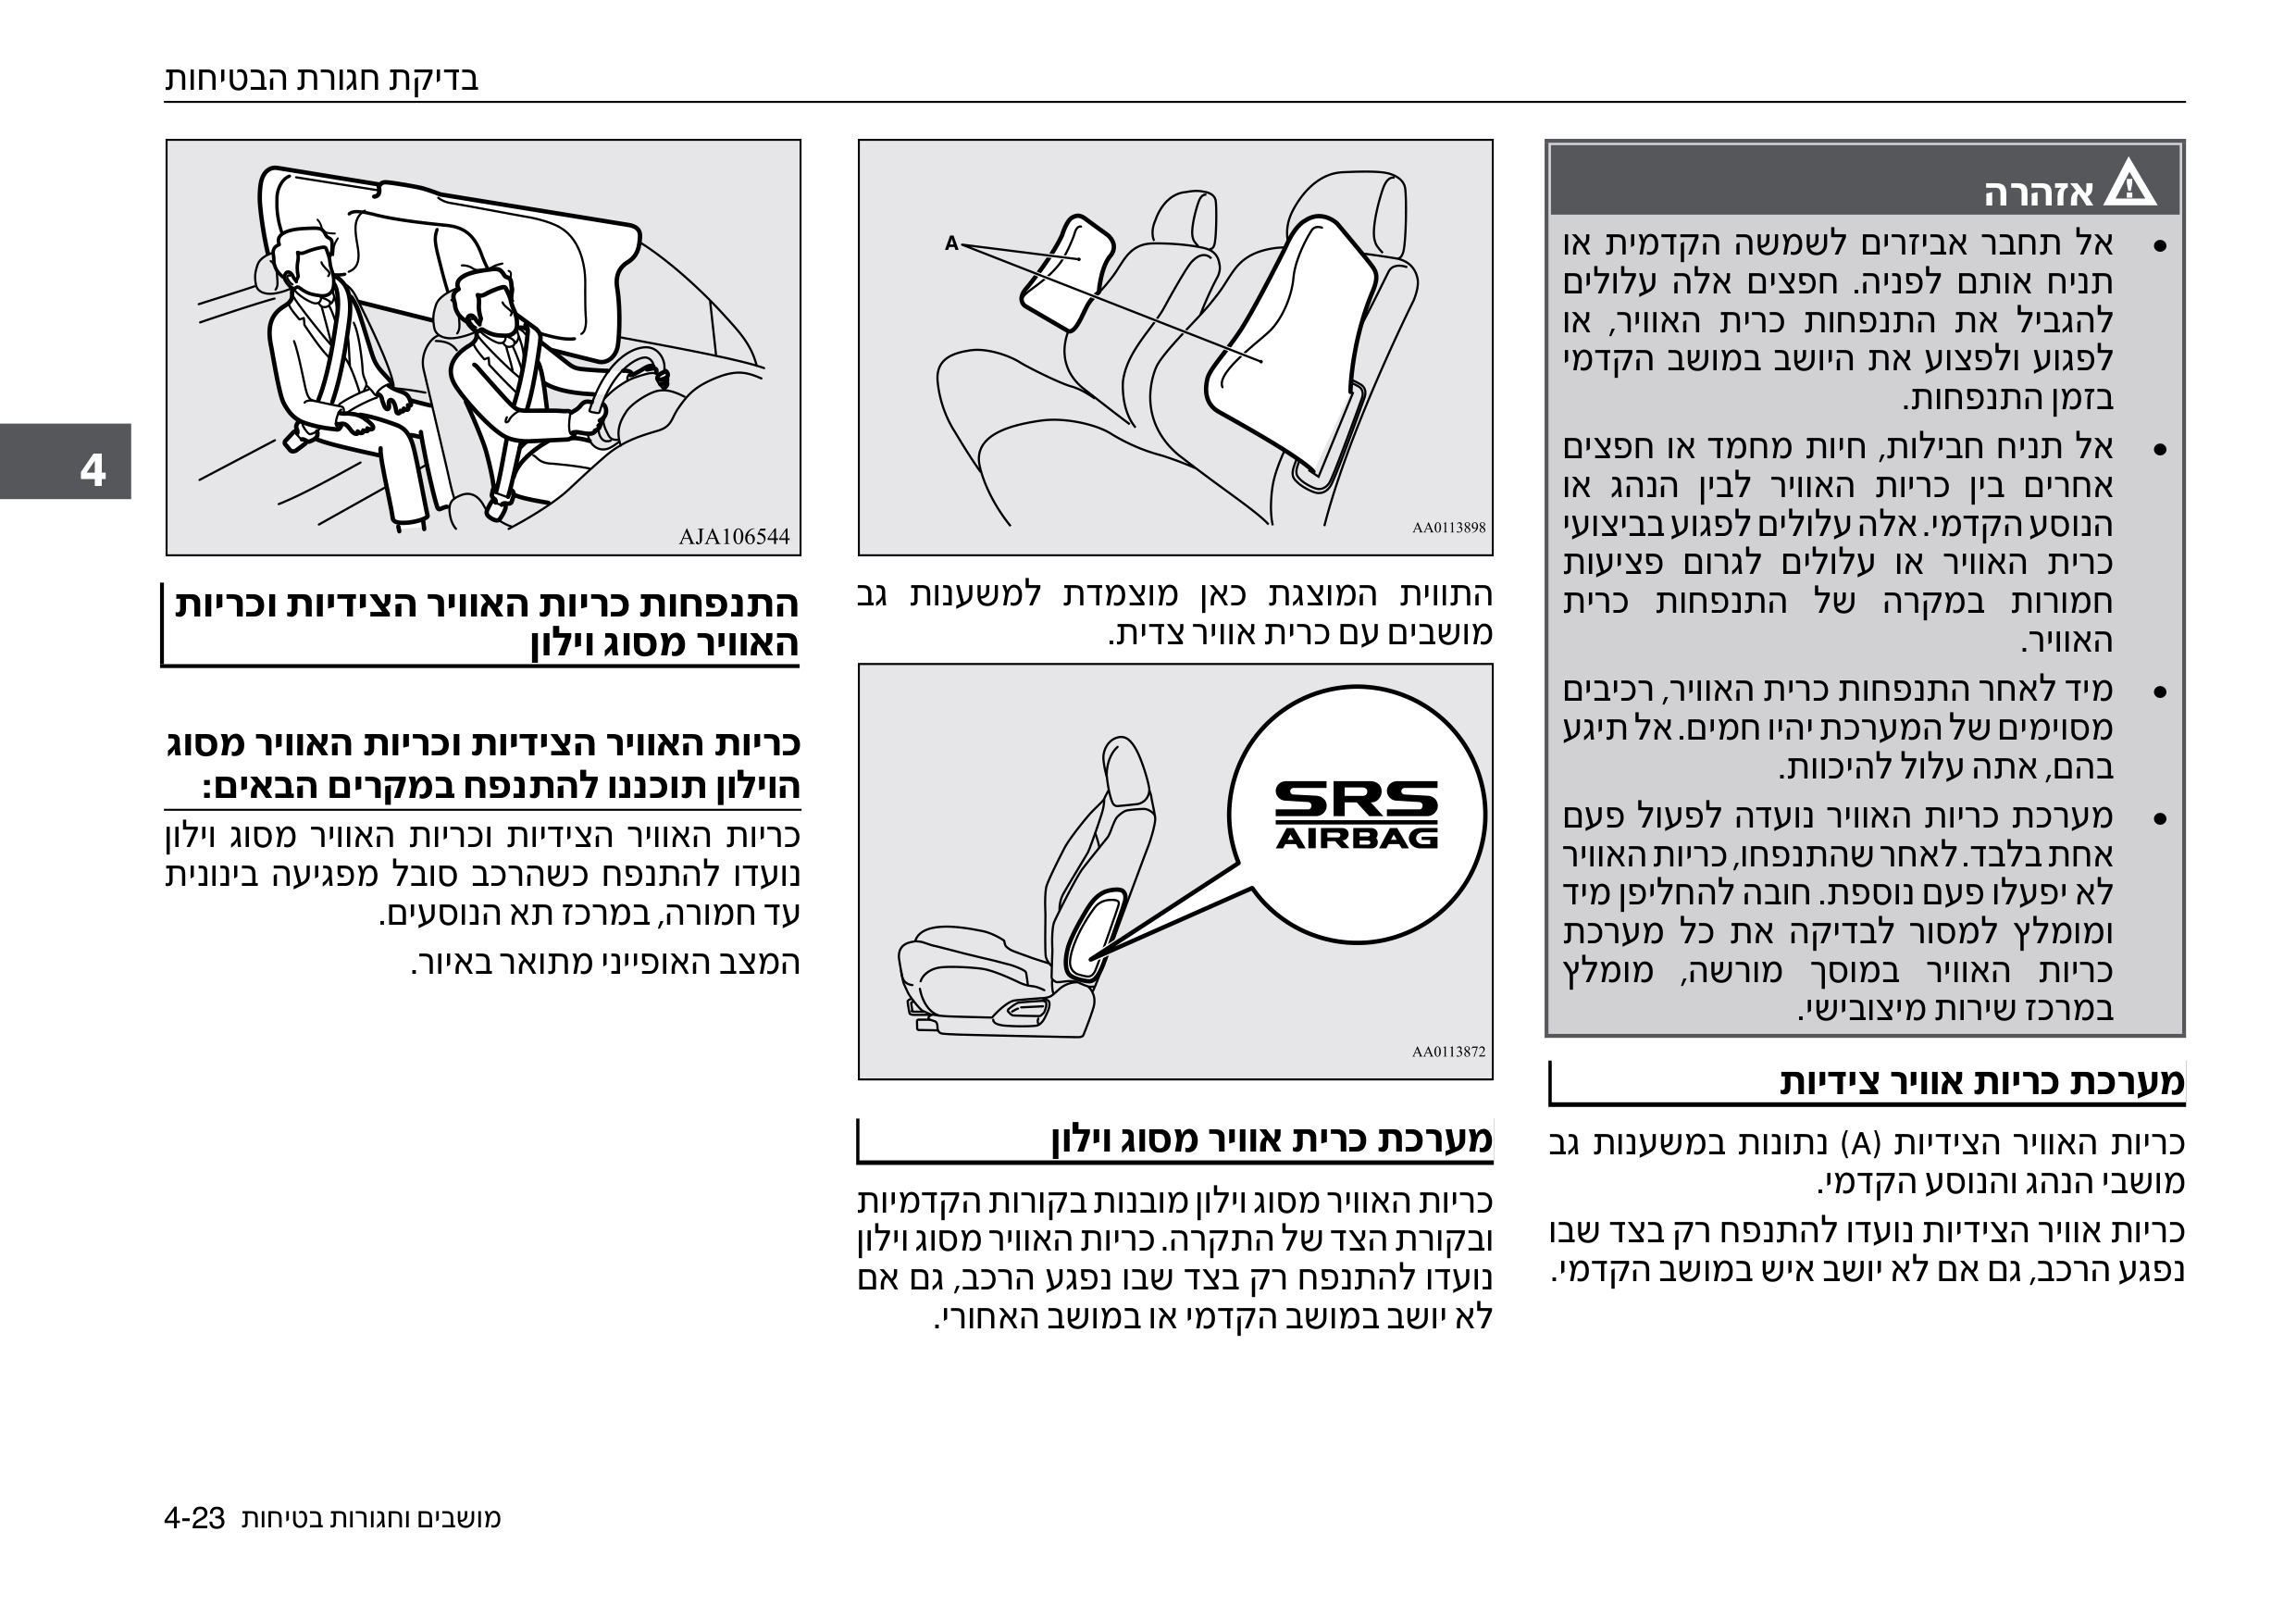 בדיקת חגורת הבטיחות
אזהרה
• אל תחבר אביזרים לשמשה הקדמית או
תניח אותם לפניה. חפצים אלה עלולים
להגביל את התנפחות כרית האוויר, או
לפגוע ולפצוע את היושב במושב הקדמי
בזמן התנפחות.
• אל תניח חבילות, חיות מחמד או חפצים
אחרים בין כריות האוויר לבין הנהג או
הנוסע הקדמי. אלה עלולים לפגוע בביצועי
כרית האוויר או עלולים לגרום פציעות
חמורות במקרה של התנפחות כרית
האוויר.
• מיד לאחר התנפחות כרית האוויר, רכיבים
מסוימים של המערכת יהיו חמים. אל תיגע
בהם, אתה עלול להיכוות.
• מערכת כריות האוויר נועדה לפעול פעם
אחת בלבד. לאחר שהתנפחו, כריות האוויר
לא יפעלו פעם נוספת. חובה להחליפן מיד
ומומלץ למסור לבדיקה את כל מערכת
כריות האוויר במוסך מורשה, מומלץ
במרכז שירות מיצובישי.
מערכת כריות אוויר צידיות
כריות האוויר הצידיות (A) נתונות במשענות גב
מושבי הנהג והנוסע הקדמי.
כריות אוויר הצידיות נועדו להתנפח רק בצד שבו
נפגע הרכב, גם אם לא יושב איש במושב הקדמי.
A
AA0113898
התווית המוצגת כאן מוצמדת למשענות גב
מושבים עם כרית אוויר צדית.
SRS
AIRBAG
AA0113872
מערכת כרית אוויר מסוג וילון
כריות האוויר מסוג וילון מובנות בקורות הקדמיות
ובקורת הצד של התקרה. כריות האוויר מסוג וילון
נועדו להתנפח רק בצד שבו נפגע הרכב, גם אם
לא יושב במושב הקדמי או במושב האחורי.
AJA106544
התנפחות כריות האוויר הצידיות וכריות
האוויר מסוג וילון
כריות האוויר הצידיות וכריות האוויר מסוג
הוילון תוכננו להתנפח במקרים הבאים:
כריות האוויר הצידיות וכריות האוויר מסוג וילון
נועדו להתנפח כשהרכב סובל מפגיעה בינונית
עד חמורה, במרכז תא הנוסעים.
המצב האופייני מתואר באיור.
4
מושבים וחגורות בטיחות 4-23